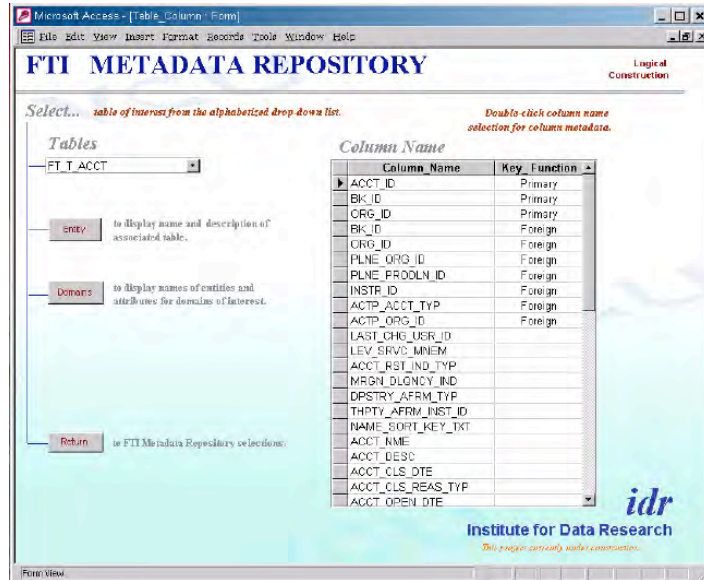 Microsoft Access - [Table_Column : Form]
File Edit View Insert Format Records Tools Window Help
FTI METADATA REPOSITORY
Logical
Construction
Select... table of interest from the alphabetized drop-down list.
Double-click column name
selection for column metadata.
Tables
Column Name
FT_T_ACCT
Column_Name Key_Function
ACCT_ID Primary
BK_ID Primary
ORG_ID Primary
BK_ID Foreign
ORG_ID Foreign
PLNE_ORG_ID Foreign
PLNE_PRODLN_ID Foreign
INSTR_ID Foreign
ACTP_ACCT_TYP Foreign
ACTP_ORG_ID Foreign
LAST_CHG_USR_ID
LEV_SRVC_MNEM
ACCT_RST_IND_TYP
MRGN_DLGNCY_IND
DPSTRY_AFRM_TYP
THPTY_AFRM_INST_ID
NAME_SORT_KEY_TXT
ACCT_NME
ACCT_DESC
ACCT_CLS_DTE
ACCT_CLS_REAS_TYP
ACCT_OPEN_DTE
Entity to display name and description of
associated table.
Domains to display names of entities and
attributes for domains of interest.
Return to FTI Metadata Repository selections.
idr
Institute for Data Research
This project currently under construction.
Form View